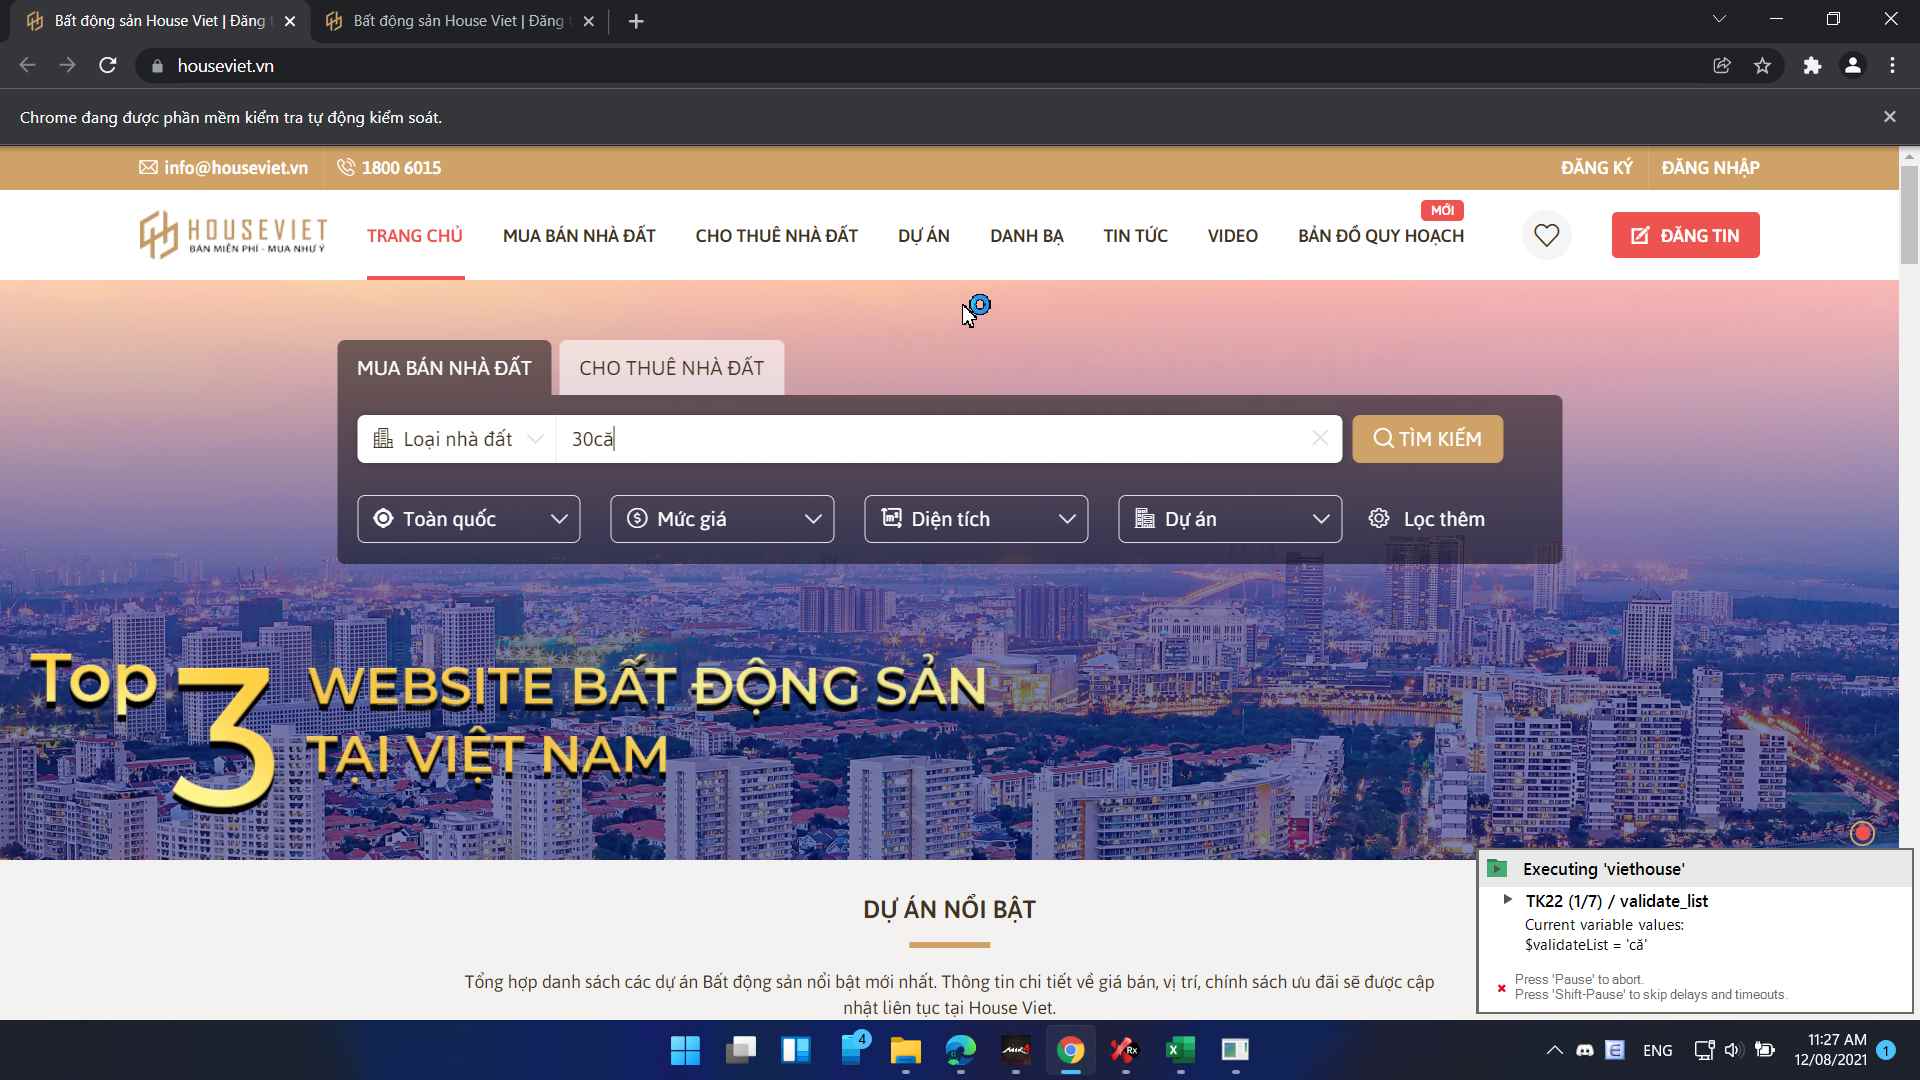 Bất động sản House Viet | Đăng t
Bất động sản House Viet | Đăng t
houseviet.vn
Chrome đang được phần mềm kiểm tra tự động kiểm soát.
info@houseviet.vn
1800 6015
ĐĂNG KÝ
ĐĂNG NHẬP
HOUSEVIET
BÁN MIỄN PHÍ - MUA NHƯ Ý
TRANG CHỦ
MUA BÁN NHÀ ĐẤT
CHO THUÊ NHÀ ĐẤT
DỰ ÁN
DANH BẠ
TIN TỨC
VIDEO
MỚI
BẢN ĐỒ QUY HOẠCH
ĐĂNG TIN
MUA BÁN NHÀ ĐẤT
CHO THUÊ NHÀ ĐẤT
Loại nhà đất
30că
TÌM KIẾM
Toàn quốc
Mức giá
Diện tích
Dự án
Lọc thêm
Top 3 WEBSITE BẤT ĐỘNG SẢN
TẠI VIỆT NAM
DỰ ÁN NỔI BẬT
Tổng hợp danh sách các dự án Bất động sản nổi bật mới nhất. Thông tin chi tiết về giá bán, vị trí, chính sách ưu đãi sẽ được cập
nhật liên tục tại House Viet.
Executing 'viethouse'
TK22 (1/7) / validate_list
Current variable values:
$validateList = 'că'
Press 'Pause' to abort.
Press 'Shift-Pause' to skip delays and timeouts.
4
Rx
ENG
11:27 AM
12/08/2021
1